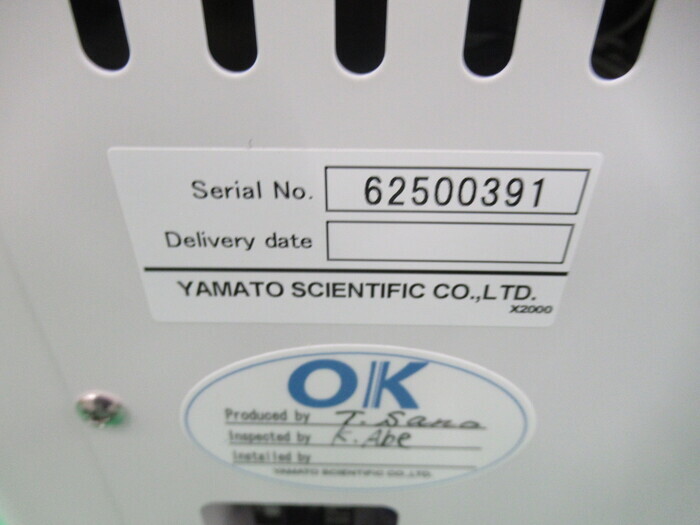 Serial No. 62500391
Delivery date
YAMATO SCIENTIFIC CO.,LTD.
X2000
OK
Produced by T. Sano
Inspected by K. Abe
Installed by
YAMATO SCIENTIFIC CO.,LTD.